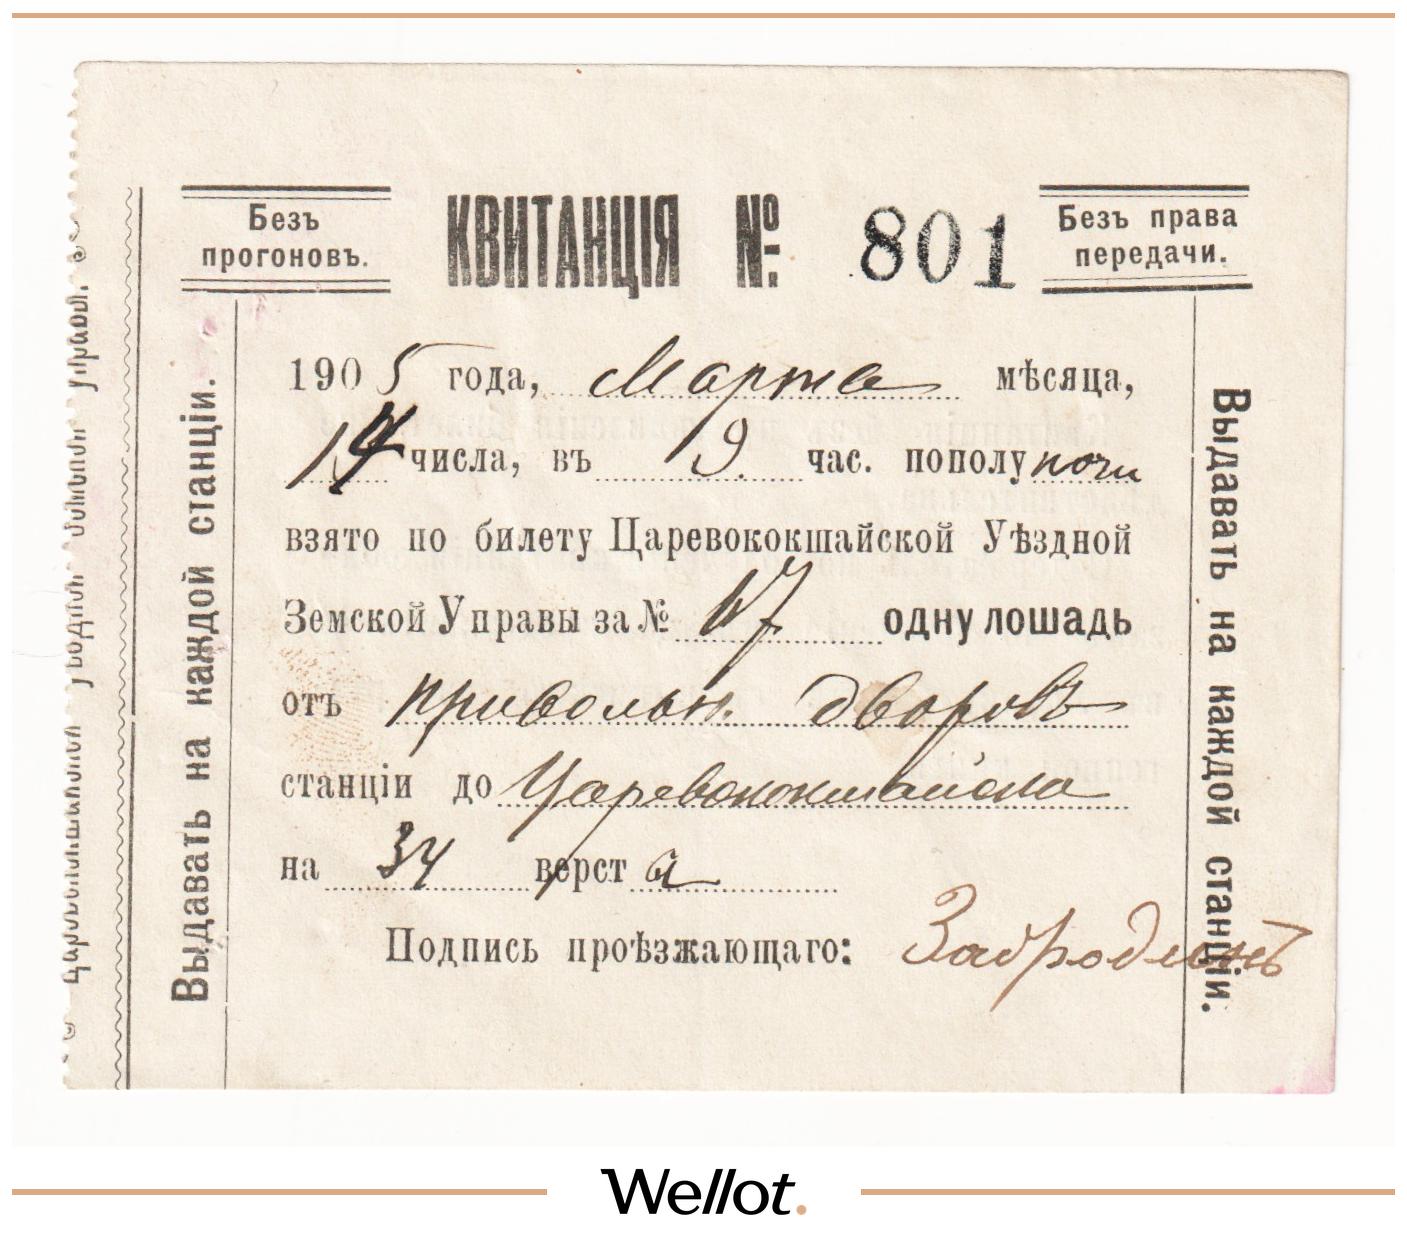 Безъ
прогоновъ.
КВИТАНЦІЯ № 801
Безъ права
передачи.
Выдавать на каждой станціи.
1905 года, Марта мѣсяца,
14 числа, въ 9 час. пополуночи
взято по билету Царевококшайской Уѣздной
Земской Управы за № 67 одну лошадь
отъ привольн. дворовъ
станціи до Царевококшайска
на 34 верст а
Подпись проѣзжающаго: Забродинъ
Выдавать на каждой станціи.
Wellot.